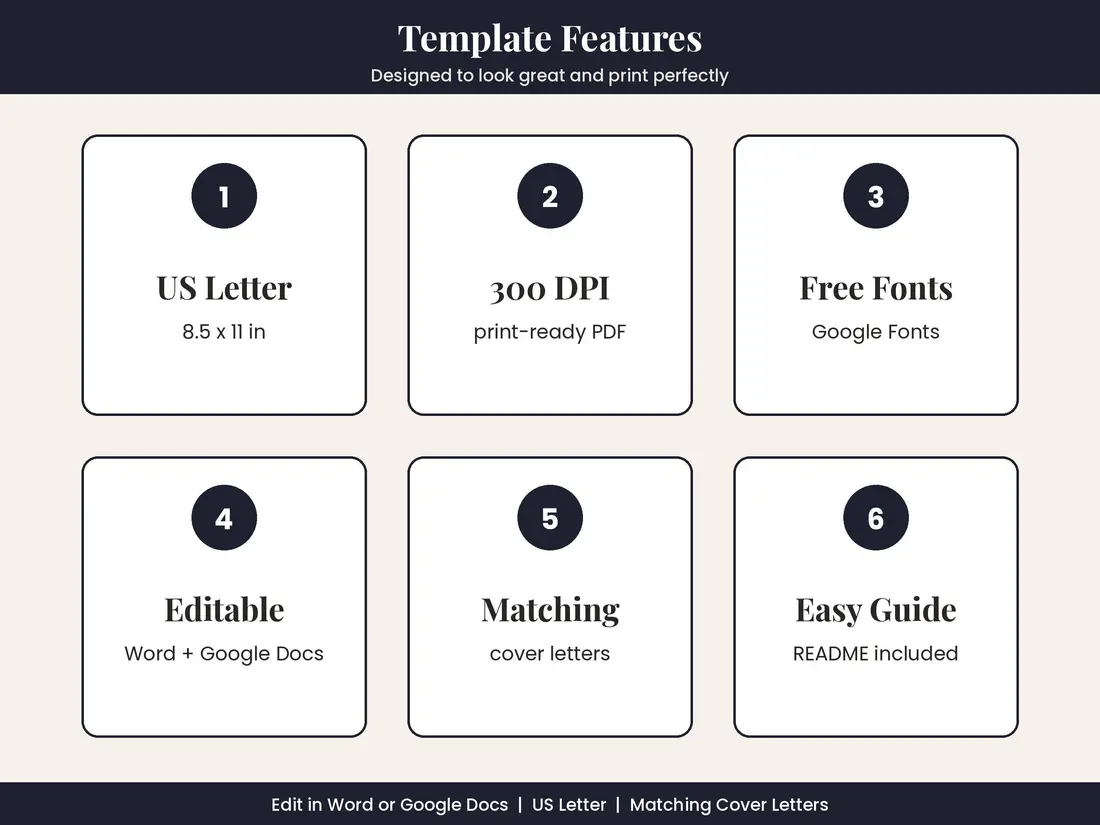 Template Features
Designed to look great and print perfectly
1
US Letter
8.5 x 11 in
2
300 DPI
print-ready PDF
3
Free Fonts
Google Fonts
4
Editable
Word + Google Docs
5
Matching
cover letters
6
Easy Guide
README included
Edit in Word or Google Docs | US Letter | Matching Cover Letters